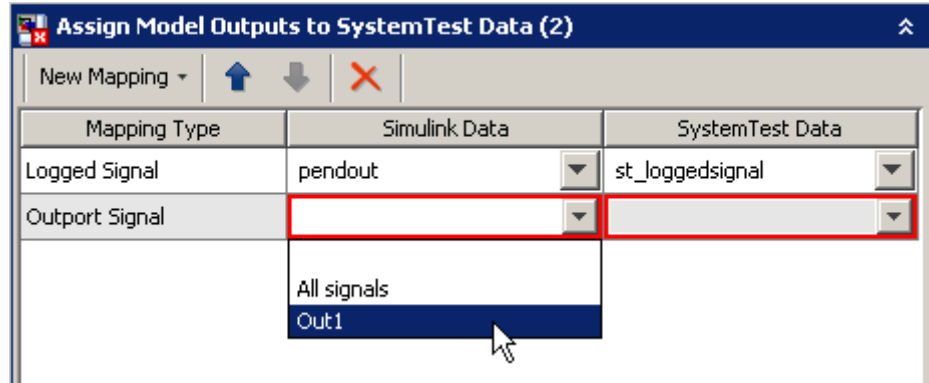 Assign Model Outputs to SystemTest Data (2)
New Mapping
Mapping Type Simulink Data SystemTest Data
Logged Signal pendout st_loggedsignal
Outport Signal
All signals
Out1